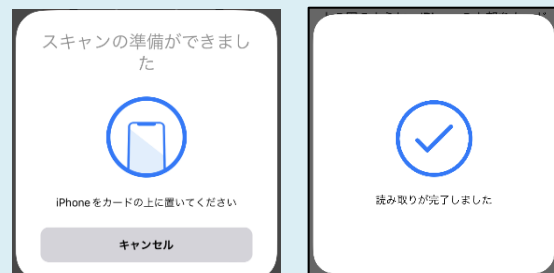 スキャンの準備ができまし
た
iPhoneをカードの上に置いてください
キャンセル
読み取りが完了しました